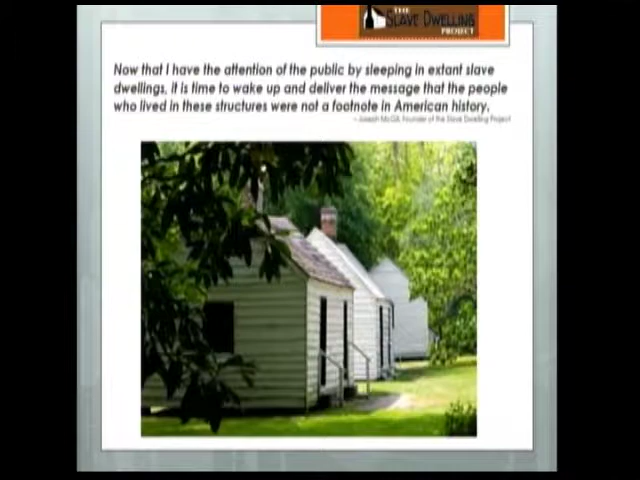 THE
SLAVE DWELLING
PROJECT
Now that I have the attention of the public by sleeping in extant slave
dwellings, it is time to wake up and deliver the message that the people
who lived in these structures were not a footnote in American history.
– Joseph McGill, Founder of the Slave Dwelling Project